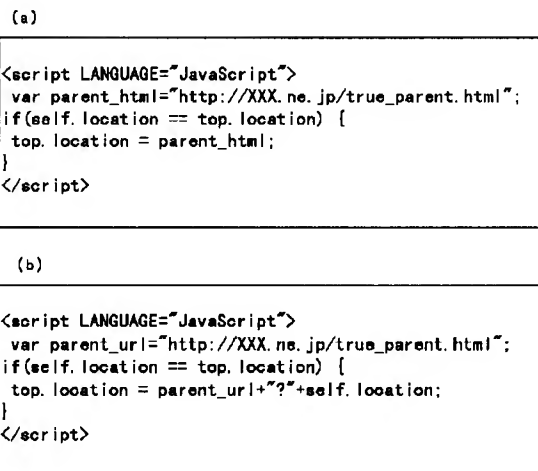 (a)
<script LANGUAGE="JavaScript">
var parent_html="http://XXX.ne.jp/true_parent.html";
if(self.location == top.location) {
top.location = parent_html;
}
</script>
(b)
<script LANGUAGE="JavaScript">
var parent_url="http://XXX.ne.jp/true_parent.html";
if(self.location == top.location) {
top.location = parent_url+"?"+self.location;
}
</script>